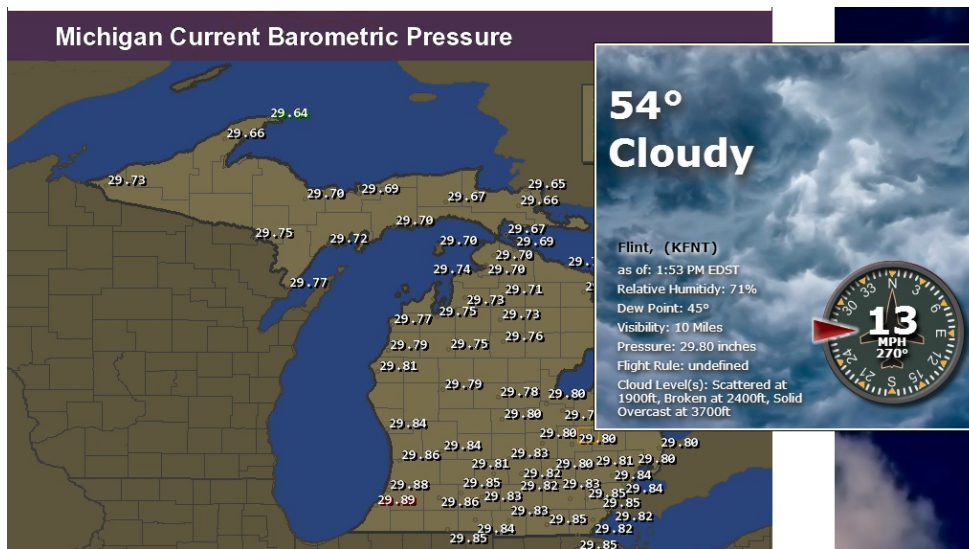 Michigan Current Barometric Pressure
29.64
29.66
29.73
29.70 29.69
29.67
29.65
29.66
29.75
29.72
29.70
29.67
29.70 29.69
29.70
29.74 29.70
29.77
29.71
29.73
29.77 29.75 29.73
29.76
29.79 29.75
29.81
29.79
29.78 29.80
29.80
29.84
29.80 29.80 29.80
29.84
29.86 29.83
29.81 29.80 29.81 29.80
29.82 29.84
29.88 29.85 29.82 29.83 29.84
29.89 29.86 29.83 29.85
29.85
29.83 29.82
29.85
29.84 29.82
29.85 29.85
54°
Cloudy
Flint, (KFNT)
as of: 1:53 PM EDST
Relative Humitidy: 71%
Dew Point: 45°
Visibility: 10 Miles
Pressure: 29.80 inches
Flight Rule: undefined
Cloud Level(s): Scattered at
1900ft, Broken at 2400ft, Solid
Overcast at 3700ft
N 3 6 E 12 15 S 21 24 30 33
13
MPH
270°